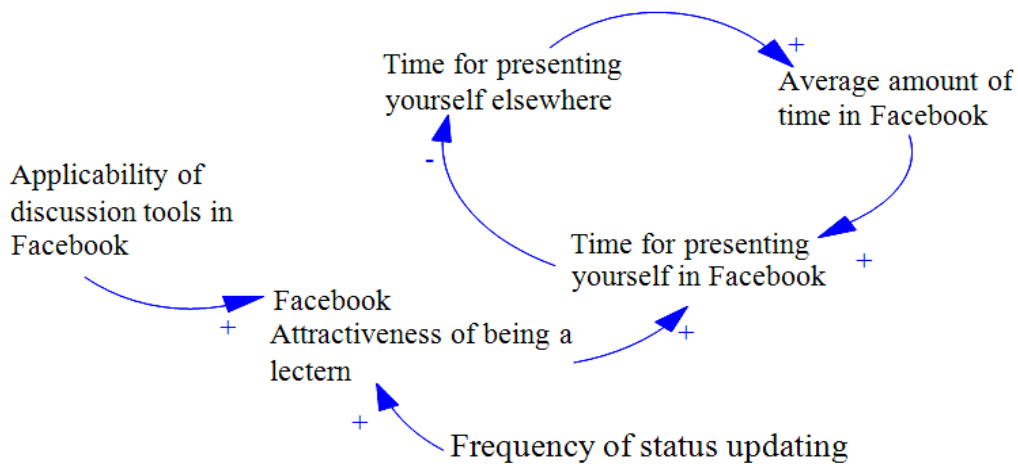 Time for presenting
yourself elsewhere
+
Average amount of
time in Facebook
-
Applicability of
discussion tools in
Facebook
Time for presenting
yourself in Facebook
+
+
Facebook
Attractiveness of being a
lectern
+
+
Frequency of status updating